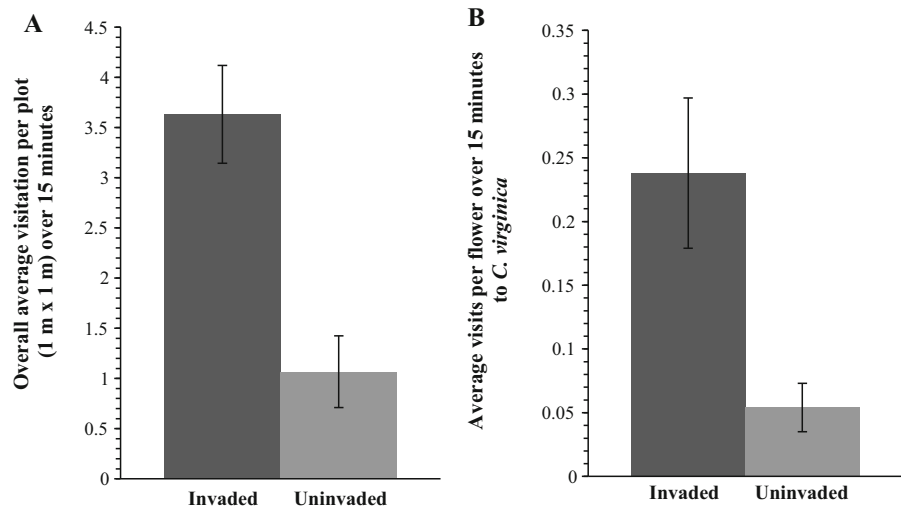 A
Overall average visitation per plot
(1 m x 1 m) over 15 minutes
4.5
4
3.5
3
2.5
2
1.5
1
0.5
0
Invaded Uninvaded
B
Average visits per flower over 15 minutes
to C. virginica
0.35
0.3
0.25
0.2
0.15
0.1
0.05
0
Invaded Uninvaded